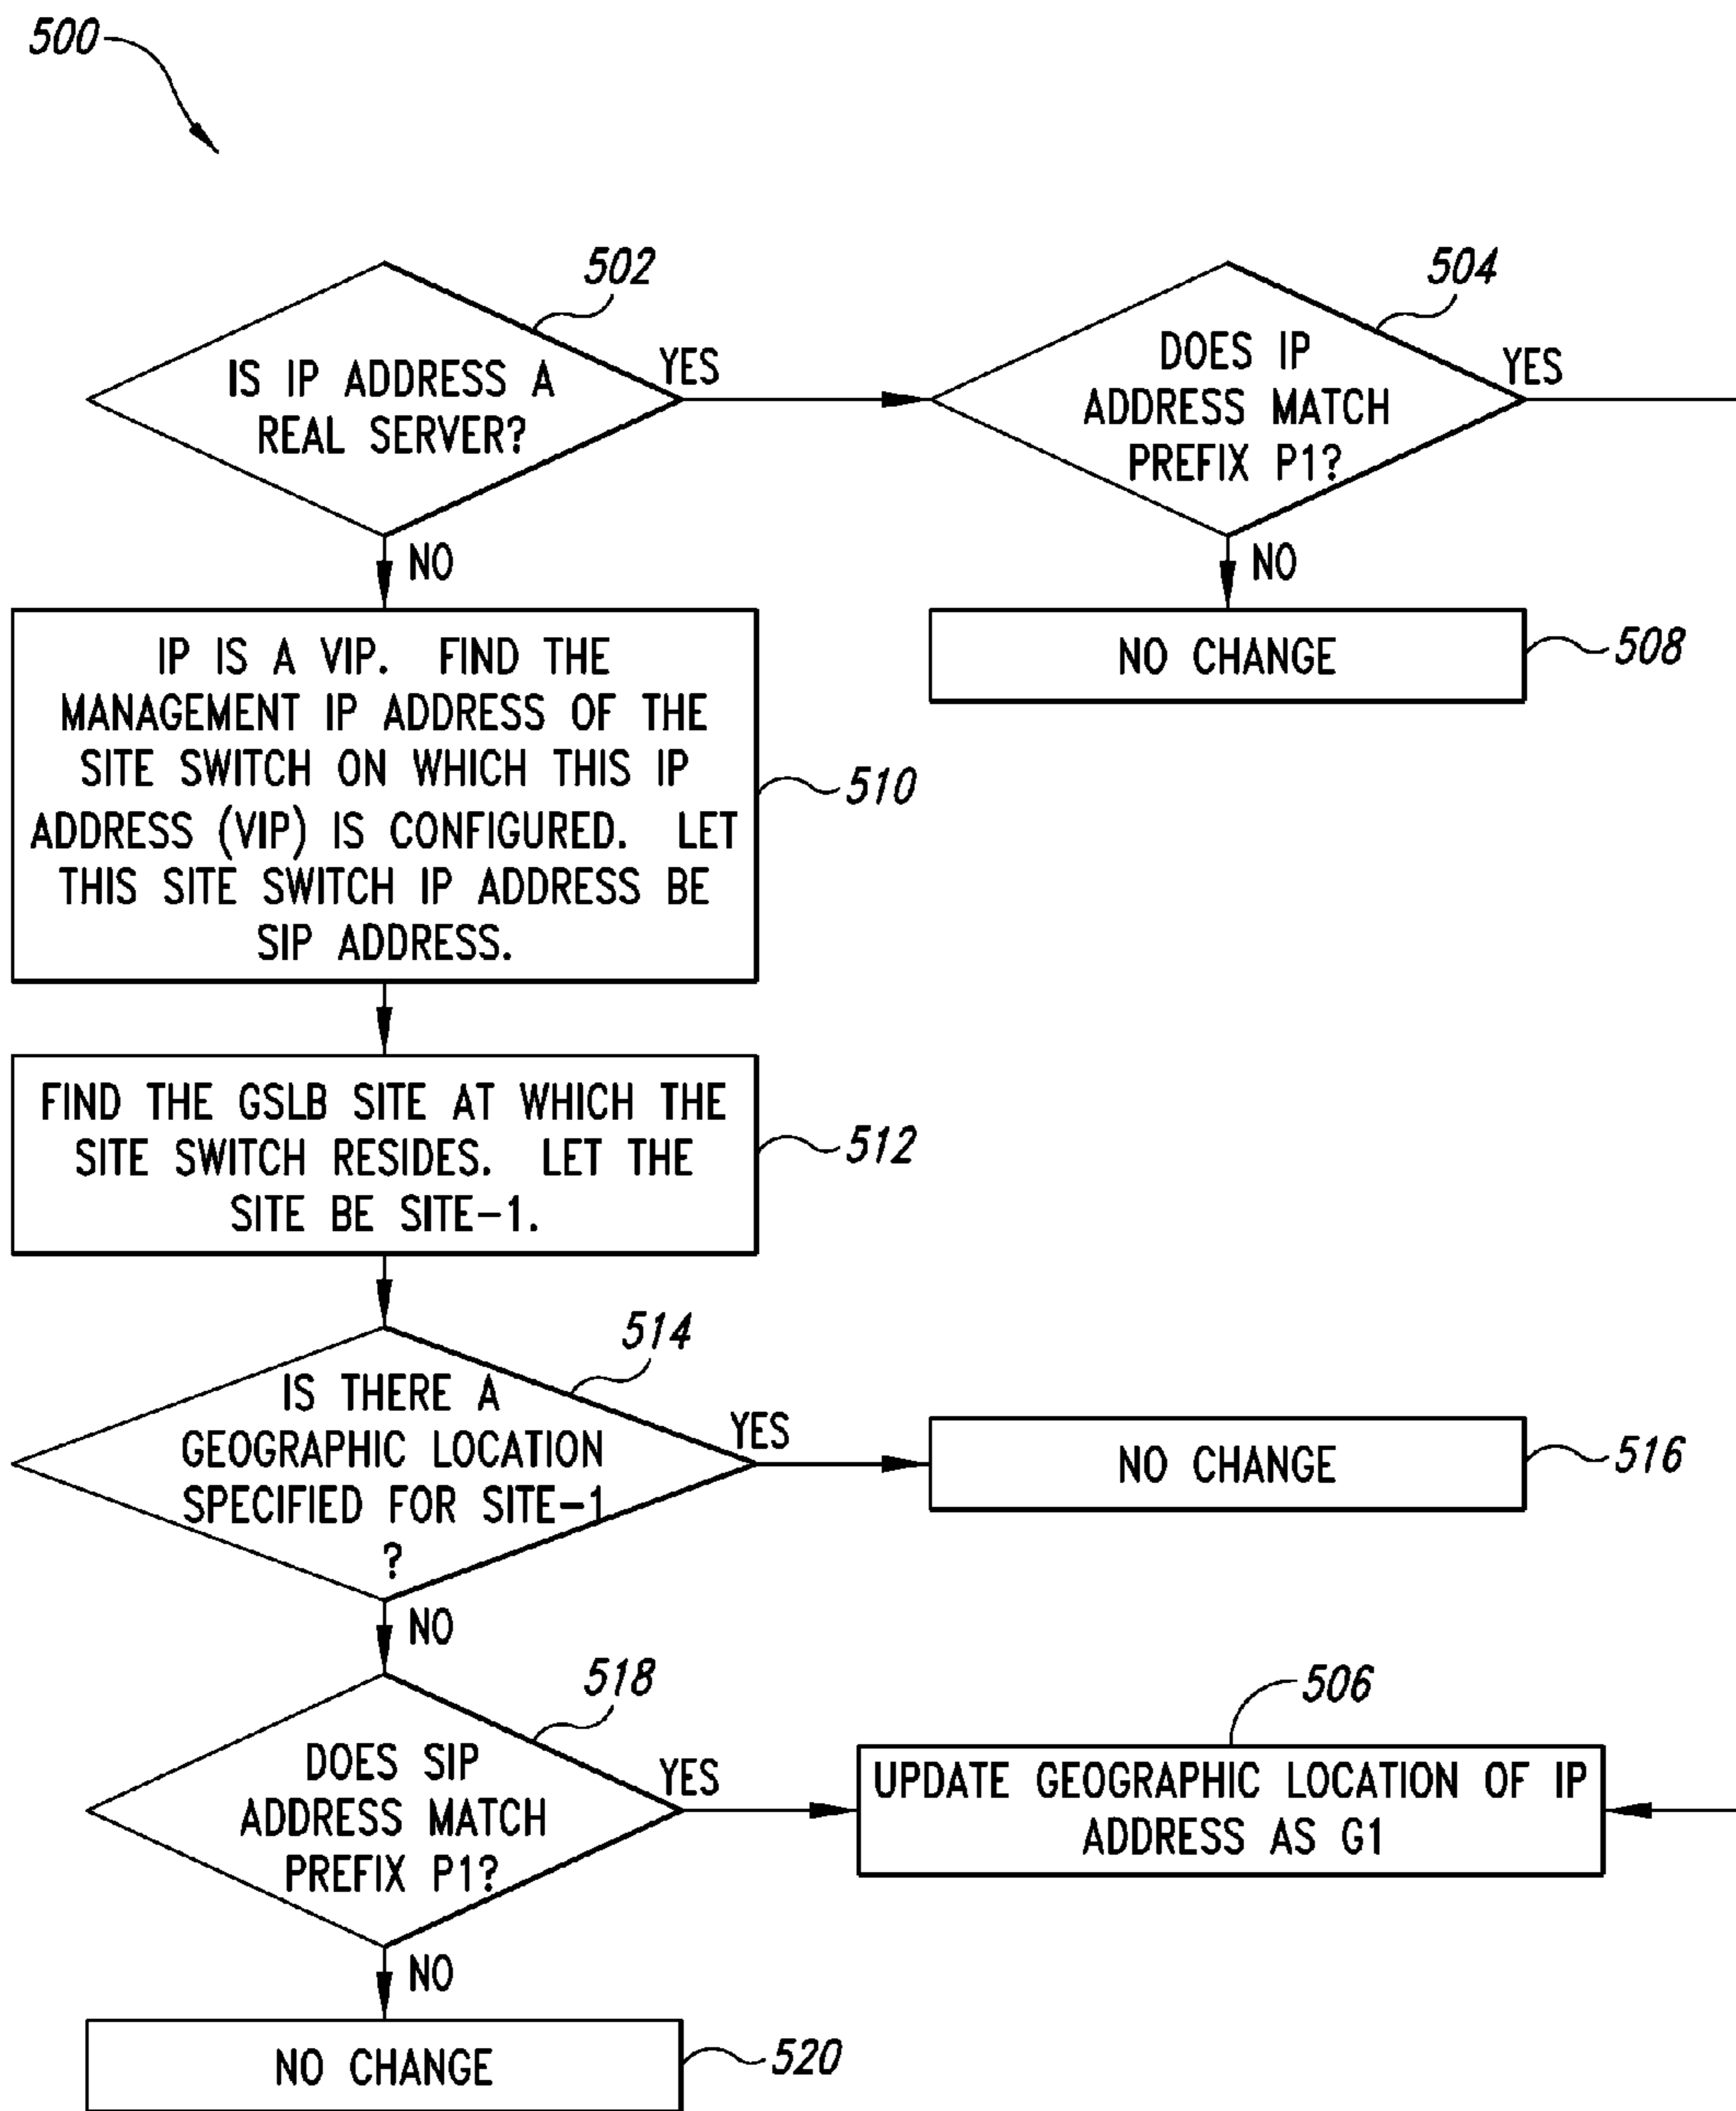 500
502
IS IP ADDRESS A
REAL SERVER?
YES
NO
504
DOES IP
ADDRESS MATCH
PREFIX P1?
YES
NO
NO CHANGE
508
IP IS A VIP. FIND THE
MANAGEMENT IP ADDRESS OF THE
SITE SWITCH ON WHICH THIS IP
ADDRESS (VIP) IS CONFIGURED. LET
THIS SITE SWITCH IP ADDRESS BE
SIP ADDRESS.
510
FIND THE GSLB SITE AT WHICH THE
SITE SWITCH RESIDES. LET THE
SITE BE SITE-1.
512
514
IS THERE A
GEOGRAPHIC LOCATION
SPECIFIED FOR SITE-1
?
YES
NO
NO CHANGE
516
518
DOES SIP
ADDRESS MATCH
PREFIX P1?
YES
NO
506
UPDATE GEOGRAPHIC LOCATION OF IP
ADDRESS AS G1
NO CHANGE
520